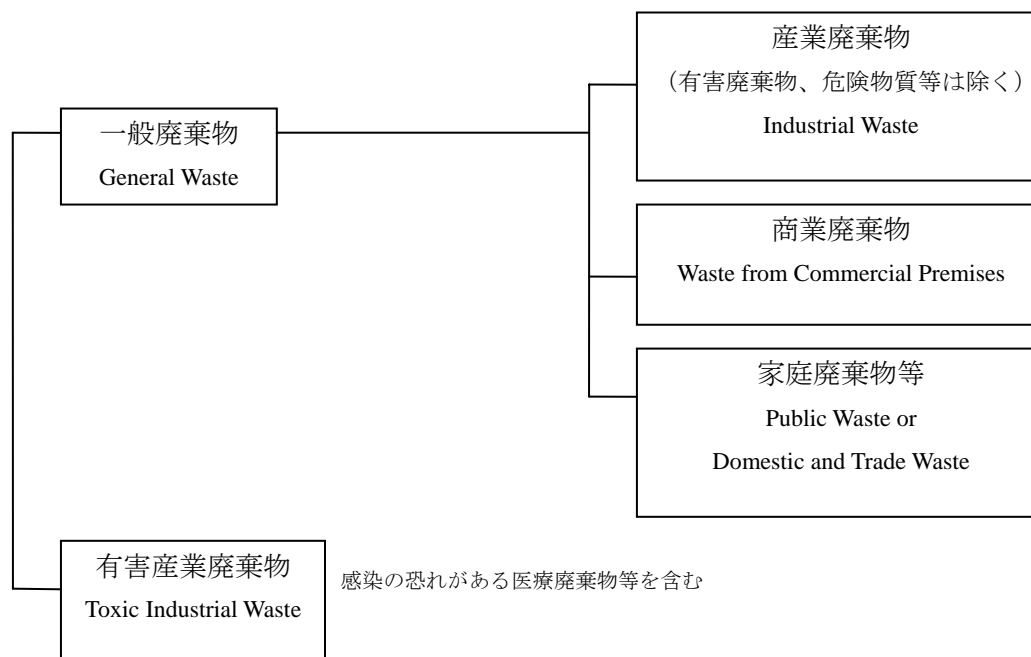 一般廃棄物
General Waste
産業廃棄物
（有害廃棄物、危険物質等は除く）
Industrial Waste
商業廃棄物
Waste from Commercial Premises
家庭廃棄物等
Public Waste or
Domestic and Trade Waste
有害産業廃棄物
Toxic Industrial Waste
感染の恐れがある医療廃棄物等を含む